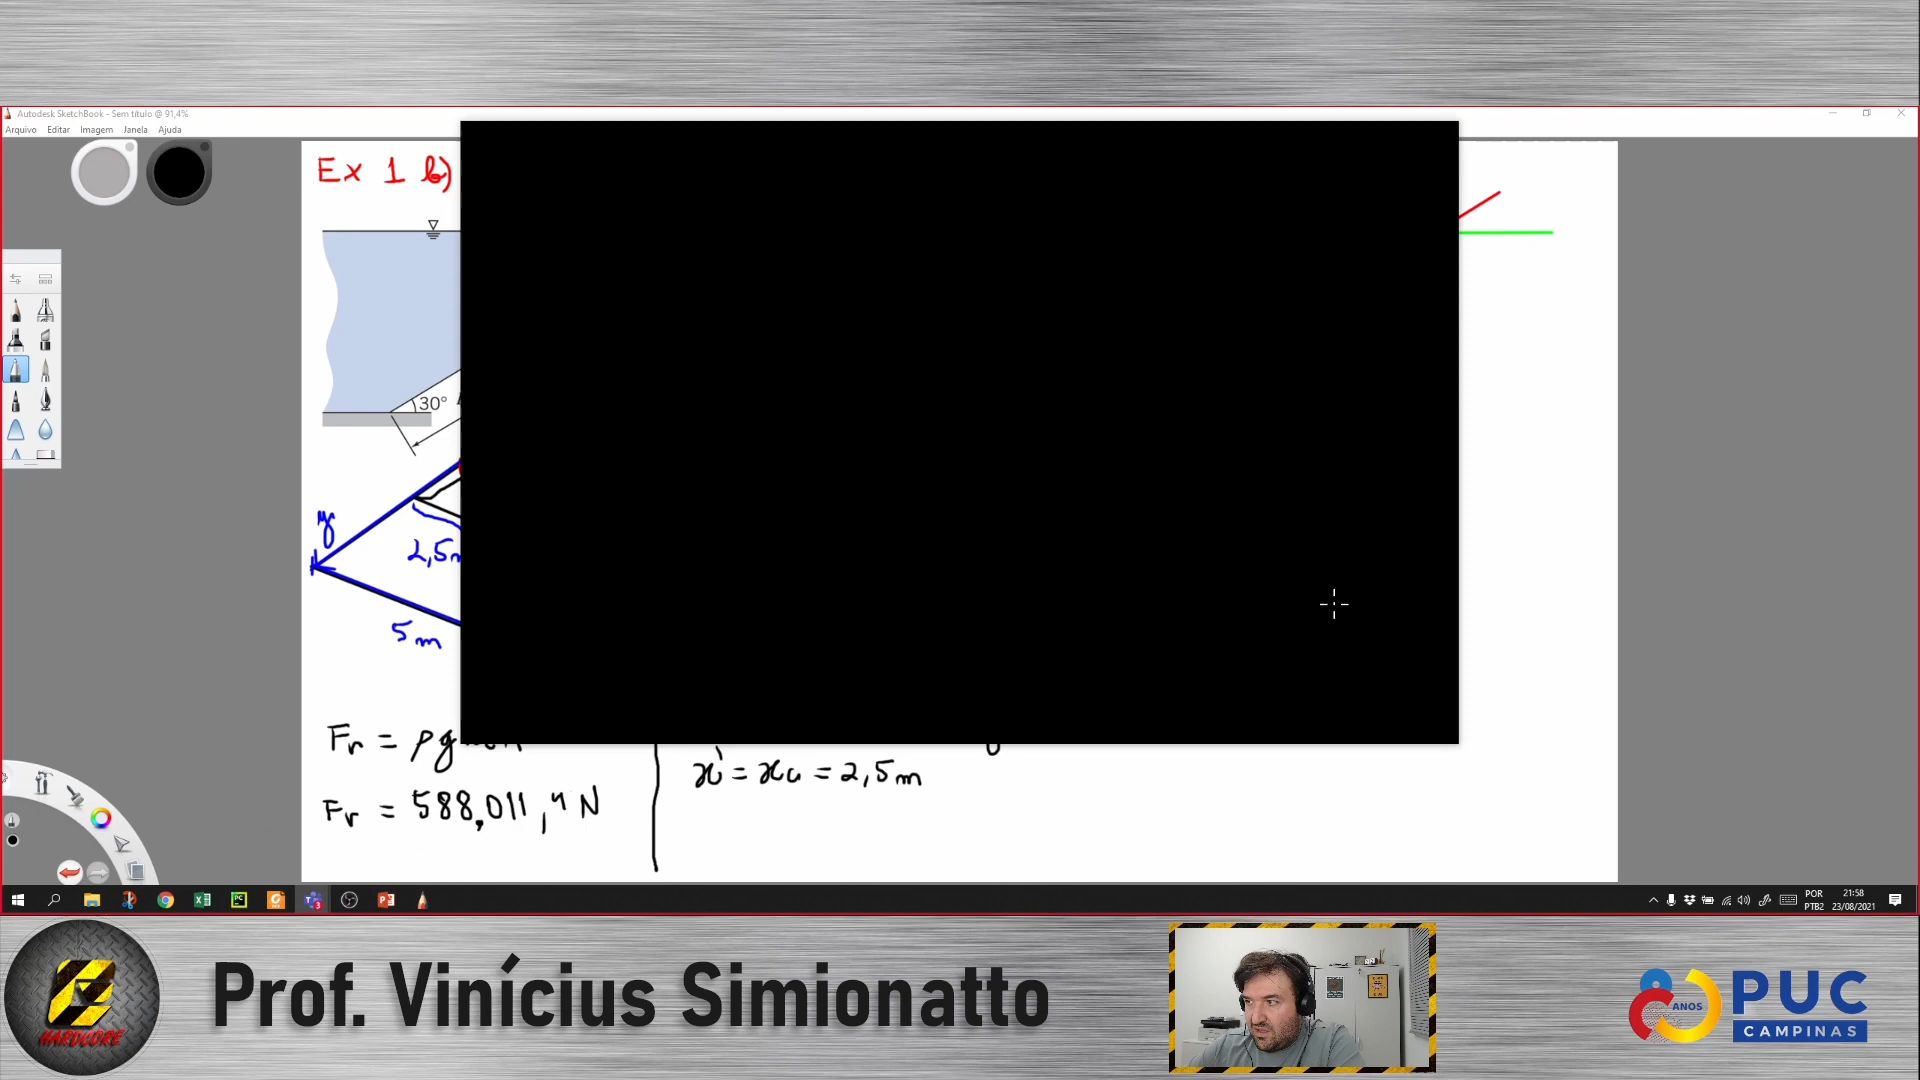 Autodesk SketchBook - Sem título @ 91,4%
Arquivo Editar Imagem Janela Ajuda
Ex 1 b)
30°
y
2,5m
5m
Fr = ρg
x' = xc = 2,5m
Fr = 588.011,4 N
POR
PTB2
21:58
23/08/2021
HARDCORE
Prof. Vinícius Simionatto
ANOS
PUC
CAMPINAS